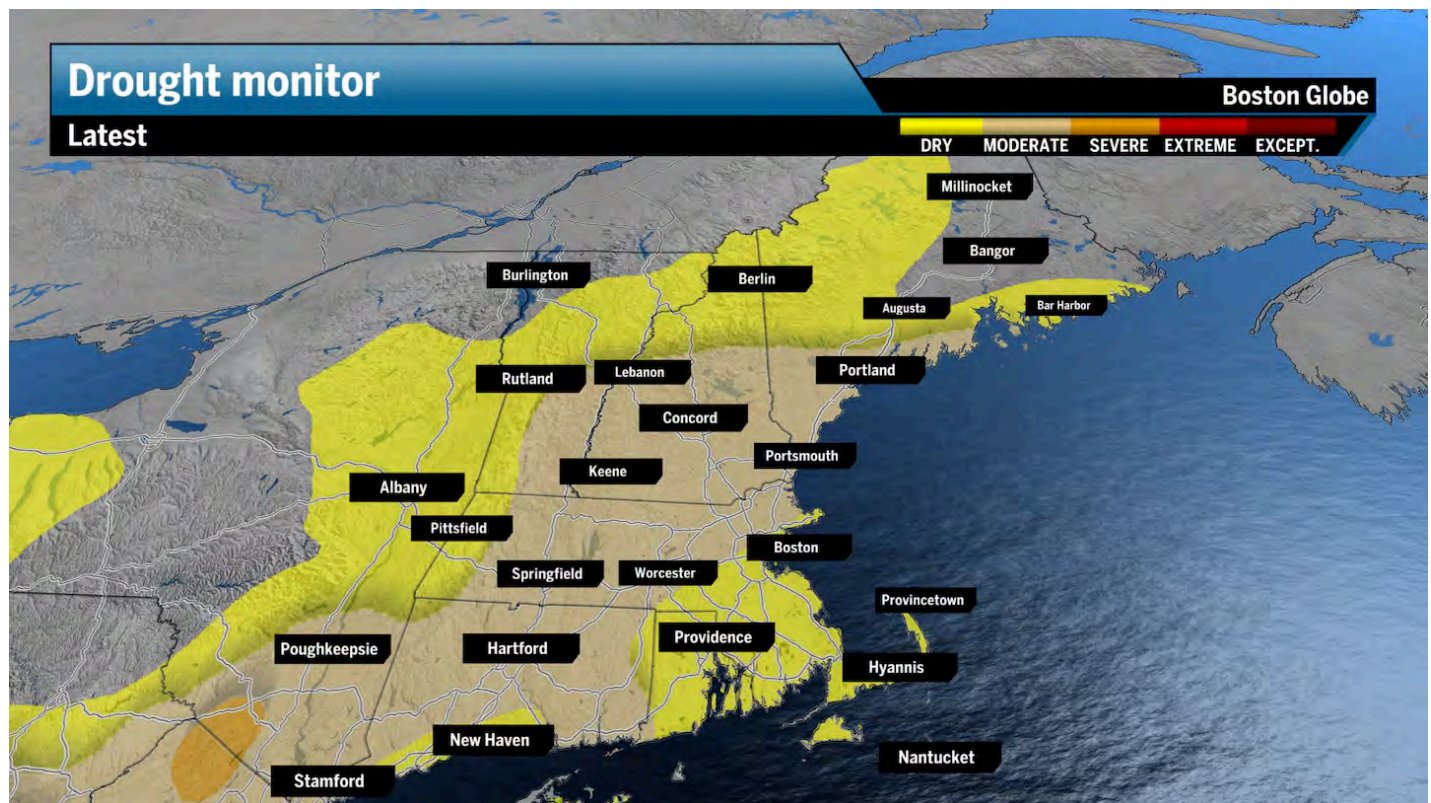 Drought monitor
Boston Globe
Latest
DRY MODERATE SEVERE EXTREME EXCEPT.
Millinocket
Bangor
Burlington
Berlin
Augusta
Bar Harbor
Rutland
Lebanon
Portland
Concord
Portsmouth
Keene
Albany
Pittsfield
Boston
Springfield
Worcester
Provincetown
Poughkeepsie
Hartford
Providence
Hyannis
New Haven
Nantucket
Stamford